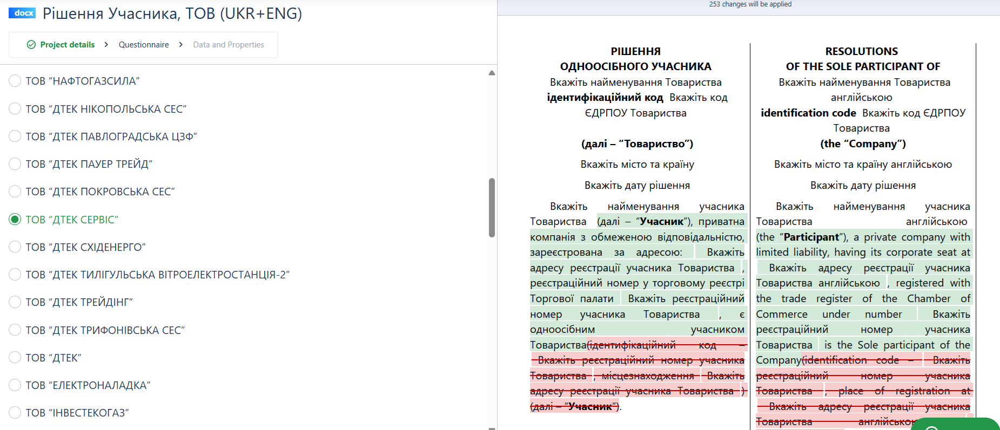 docx Рішення Учасника, ТОВ (UKR+ENG)
Project details > Questionnaire > Data and Properties
ТОВ “НАФТОГАЗСИЛА”
ТОВ “ДТЕК НІКОПОЛЬСЬКА СЕС”
ТОВ “ДТЕК ПАВЛОГРАДСЬКА ЦЗФ”
ТОВ “ДТЕК ПАУЕР ТРЕЙД”
ТОВ “ДТЕК ПОКРОВСЬКА СЕС”
ТОВ “ДТЕК СЕРВІС”
ТОВ “ДТЕК СХІДЕНЕРГО”
ТОВ “ДТЕК ТИЛІГУЛЬСЬКА ВІТРОЕЛЕКТРОСТАНЦІЯ-2”
ТОВ “ДТЕК ТРЕЙДІНГ”
ТОВ “ДТЕК ТРИФОНІВСЬКА СЕС”
ТОВ “ДТЕК”
ТОВ “ЕЛЕКТРОНАЛАДКА”
ТОВ “ІНВЕСТЕКОГАЗ”
253 changes will be applied
РІШЕННЯ
ОДНООСІБНОГО УЧАСНИКА
Вкажіть найменування Товариства
ідентифікаційний код Вкажіть код
ЄДРПОУ Товариства
(далі – “Товариство”)
Вкажіть місто та країну
Вкажіть дату рішення
Вкажіть найменування учасника
Товариства (далі – “Учасник”), приватна
компанія з обмеженою відповідальністю,
зареєстрована за адресою: Вкажіть
адресу реєстрації учасника Товариства ,
реєстраційний номер у торговому реєстрі
Торгової палати Вкажіть реєстраційний
номер учасника Товариства , є
одноосібним учасником
Товариства(ідентифікаційний код –
Вкажіть реєстраційний номер учасника
Товариства , місцезнаходження Вкажіть
адресу реєстрації учасника Товариства )
(далі – “Учасник”).
RESOLUTIONS
OF THE SOLE PARTICIPANT OF
Вкажіть найменування Товариства
англійською
identification code Вкажіть код ЄДРПОУ
Товариства
(the “Company”)
Вкажіть місто та країну англійською
Вкажіть дату рішення
Вкажіть найменування учасника
Товариства англійською
(the “Participant”), a private company with
limited liability, having its corporate seat at
Вкажіть адресу реєстрації учасника
Товариства англійською , registered with
the trade register of the Chamber of
Commerce under number Вкажіть
реєстраційний номер учасника
Товариства is the Sole participant of the
Company(identification code – Вкажіть
реєстраційний номер учасника
Товариства , place of registration at
Вкажіть адресу реєстрації учасника
Товариства англійською